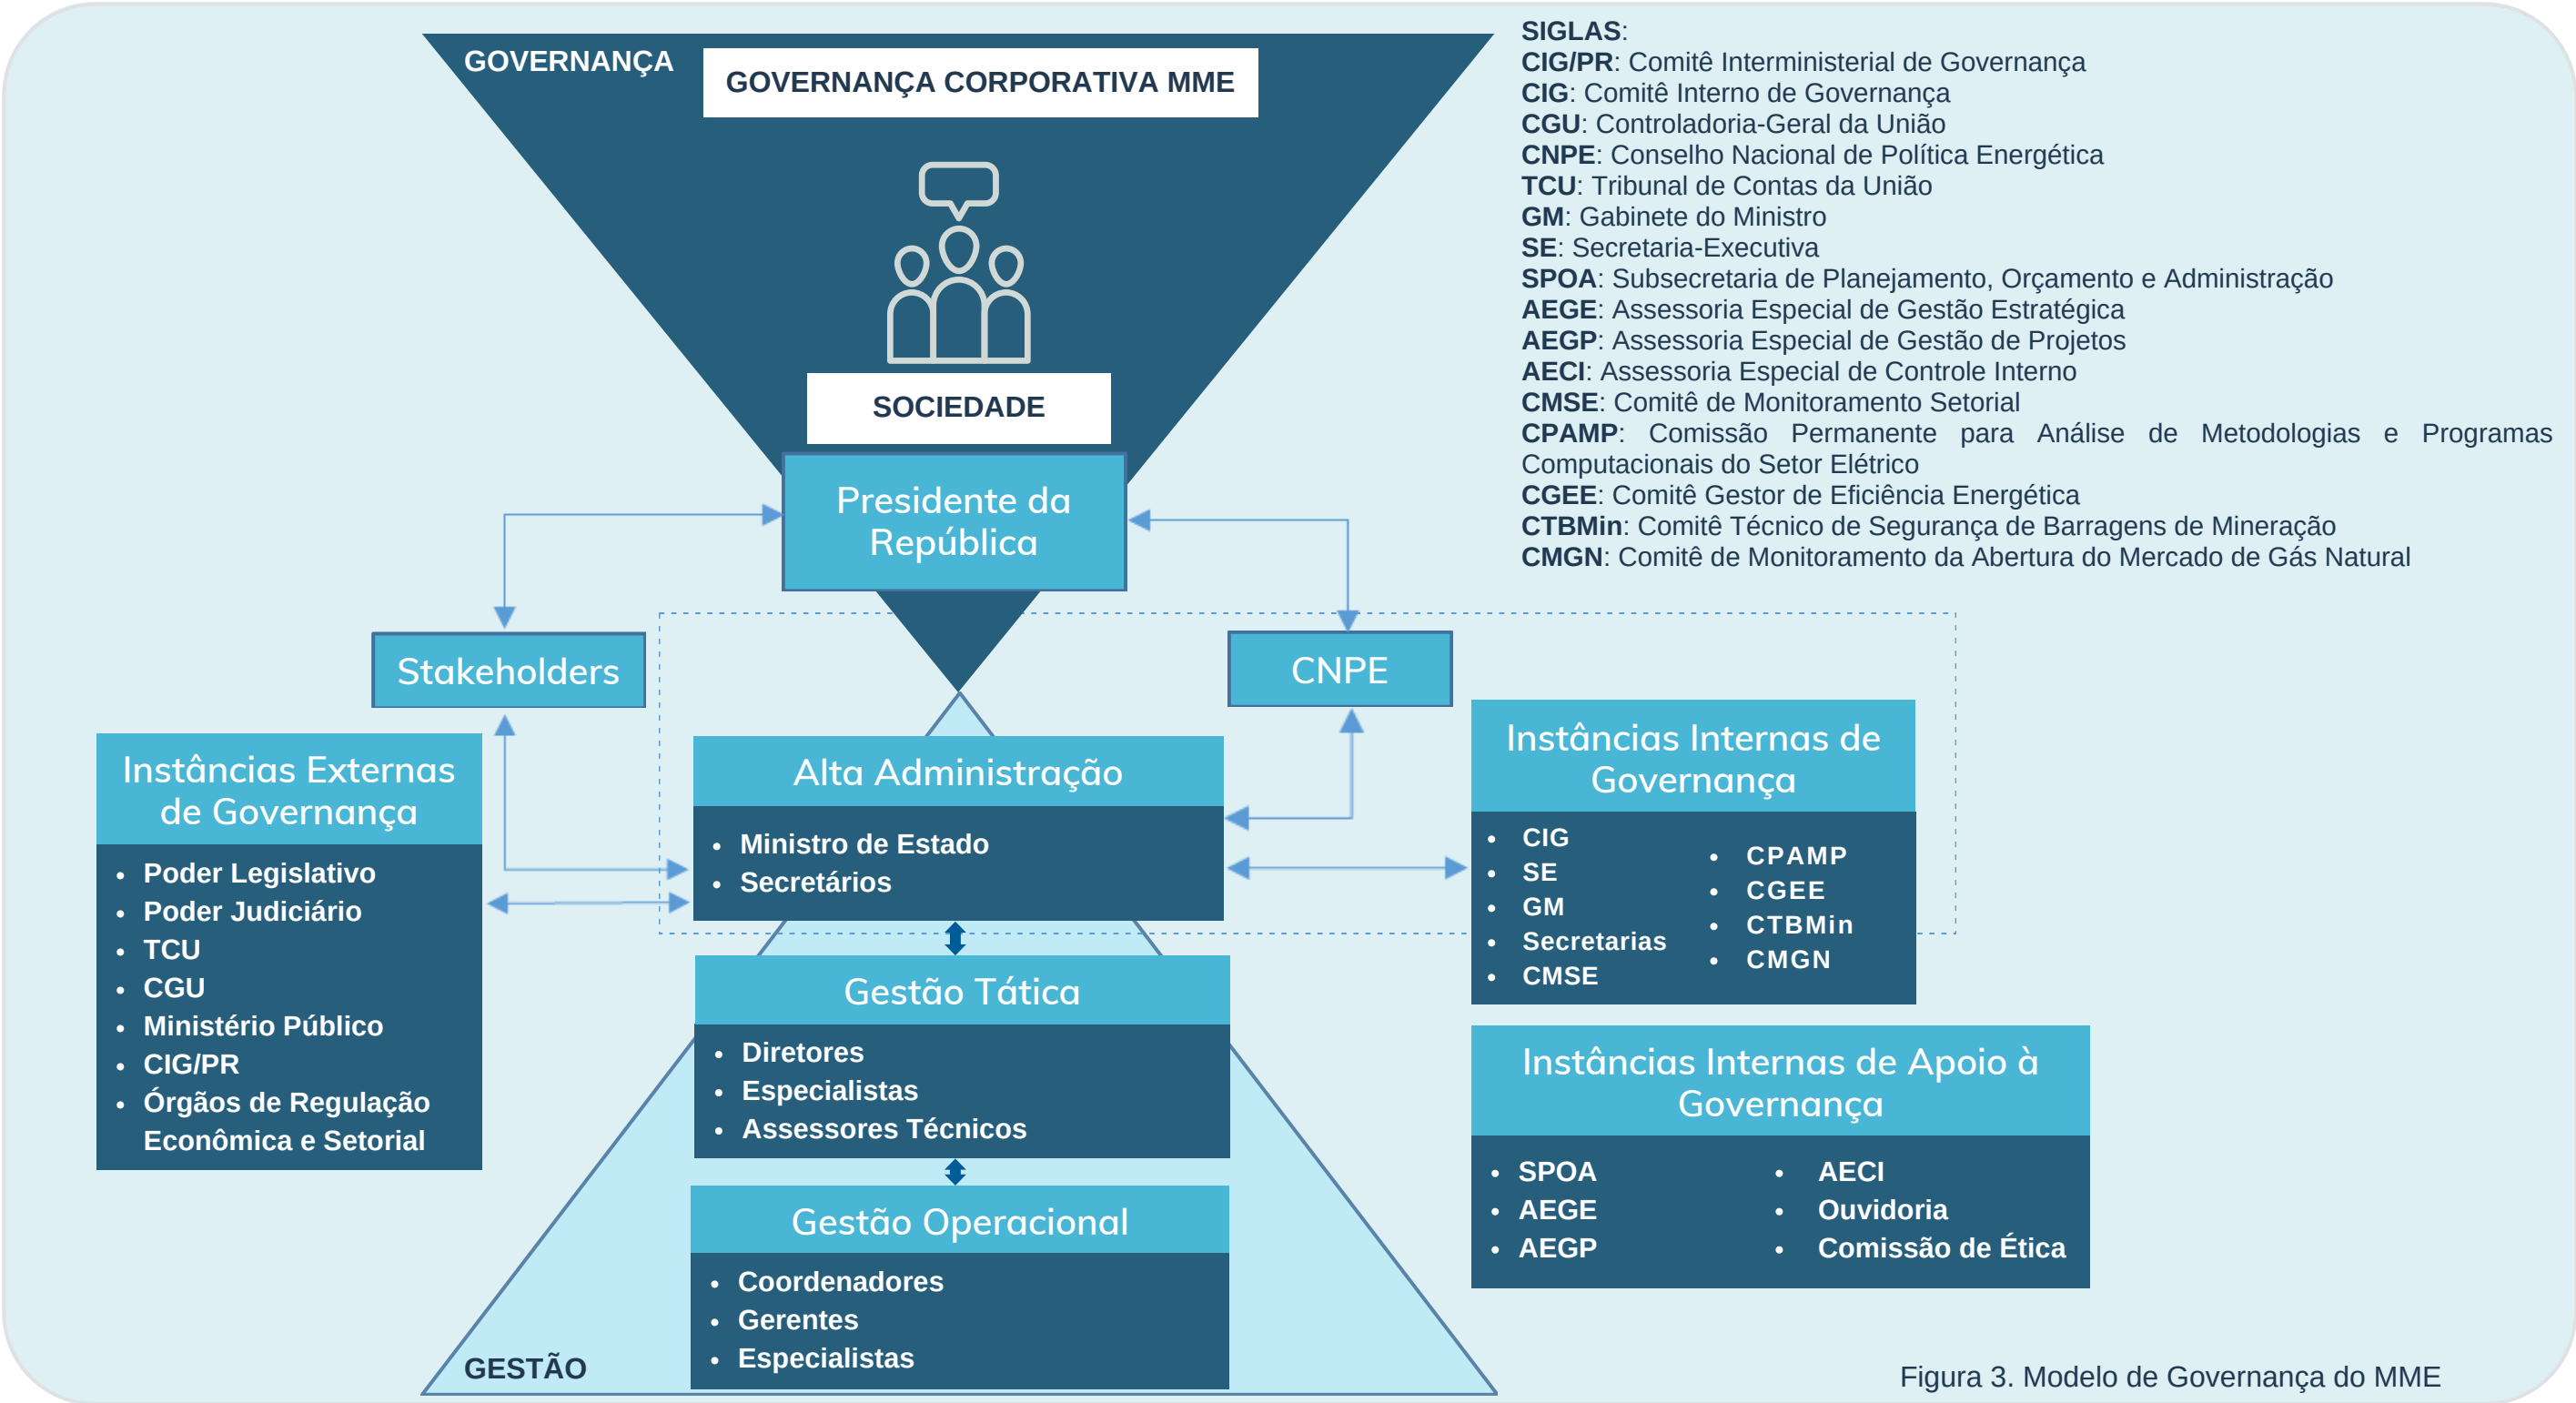 GOVERNANÇA
GOVERNANÇA CORPORATIVA MME
SOCIEDADE
Presidente da
República
Stakeholders
CNPE
Instâncias Externas
de Governança
• Poder Legislativo
• Poder Judiciário
• TCU
• CGU
• Ministério Público
• CIG/PR
• Órgãos de Regulação
Econômica e Setorial
Alta Administração
• Ministro de Estado
• Secretários
Gestão Tática
• Diretores
• Especialistas
• Assessores Técnicos
Gestão Operacional
• Coordenadores
• Gerentes
• Especialistas
GESTÃO
SIGLAS:
CIG/PR: Comitê Interministerial de Governança
CIG: Comitê Interno de Governança
CGU: Controladoria-Geral da União
CNPE: Conselho Nacional de Política Energética
TCU: Tribunal de Contas da União
GM: Gabinete do Ministro
SE: Secretaria-Executiva
SPOA: Subsecretaria de Planejamento, Orçamento e Administração
AEGE: Assessoria Especial de Gestão Estratégica
AEGP: Assessoria Especial de Gestão de Projetos
AECI: Assessoria Especial de Controle Interno
CMSE: Comitê de Monitoramento Setorial
CPAMP: Comissão Permanente para Análise de Metodologias e Programas
Computacionais do Setor Elétrico
CGEE: Comitê Gestor de Eficiência Energética
CTBMin: Comitê Técnico de Segurança de Barragens de Mineração
CMGN: Comitê de Monitoramento da Abertura do Mercado de Gás Natural
Instâncias Internas de
Governança
• CIG
• SE
• GM
• Secretarias
• CMSE
• CPAMP
• CGEE
• CTBMin
• CMGN
Instâncias Internas de Apoio à
Governança
• SPOA
• AEGE
• AEGP
• AECI
• Ouvidoria
• Comissão de Ética
Figura 3. Modelo de Governança do MME